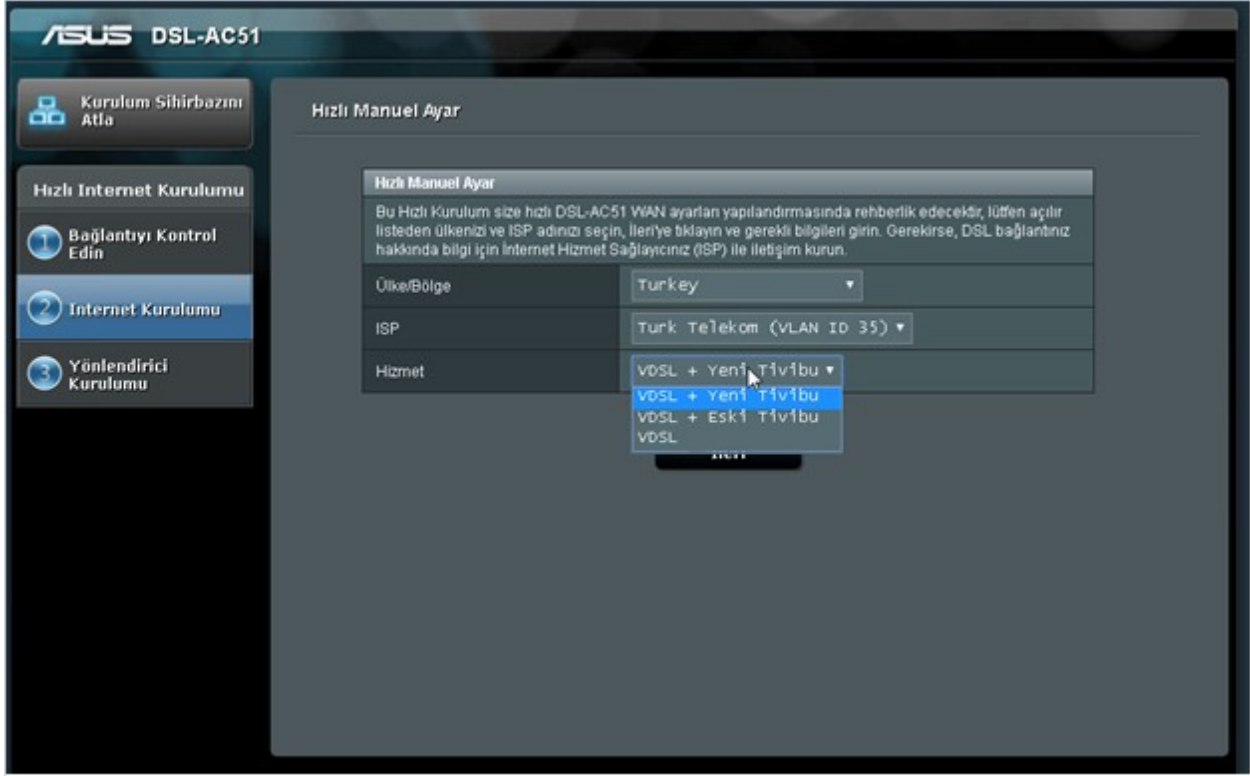 ASUS DSL-AC51
Kurulum Sihirbazını
Atla
Hızlı Internet Kurulumu
1 Bağlantıyı Kontrol
Edin
2 Internet Kurulumu
3 Yönlendirici
Kurulumu
Hızlı Manuel Ayar
Hızlı Manuel Ayar
Bu Hızlı Kurulum size hızlı DSL-AC51 WAN ayarları yapılandırmasında rehberlik edecektir, lütfen açılır
listeden ülkenizi ve ISP adınızı seçin, İleri'ye tıklayın ve gerekli bilgileri girin. Gerekirse, DSL bağlantınız
hakkında bilgi için İnternet Hizmet Sağlayıcınız (ISP) ile iletişim kurun.
Ülke/Bölge Turkey
ISP Turk Telekom (VLAN ID 35)
Hizmet VDSL + Yeni Tivibu
VDSL + Yeni Tivibu
VDSL + Eski Tivibu
VDSL
İleri